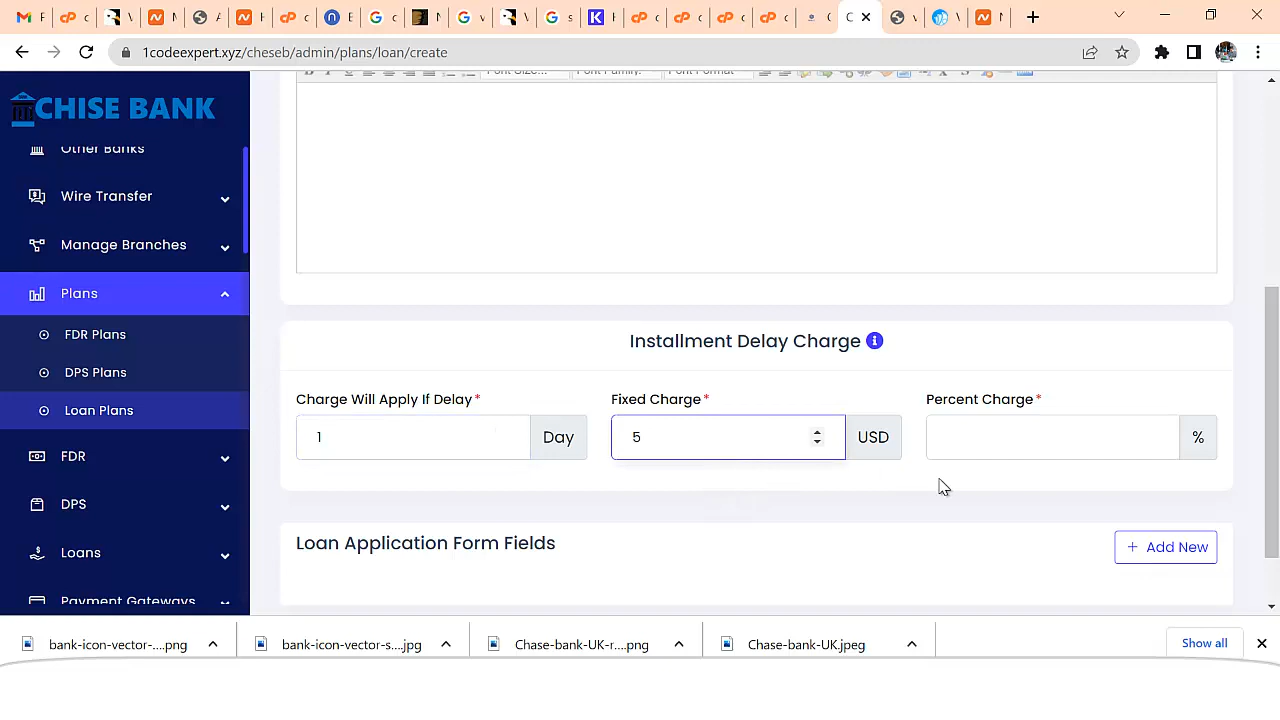 F
c
V
M
A
F
c
E
c
N
v
V
s
K
F
c
c
c
c
c
C
v
V
N
1codeexpert.xyz/cheseb/admin/plans/loan/create
CHISE BANK
Other Banks
Wire Transfer
Manage Branches
Plans
FDR Plans
DPS Plans
Loan Plans
FDR
DPS
Loans
Payment Gateways
Font Size...
Font Family.
Font Format
Installment Delay Charge
Charge Will Apply If Delay*
Fixed Charge*
Percent Charge*
1
Day
5
USD
%
Loan Application Form Fields
+ Add New
bank-icon-vector-....png
bank-icon-vector-s....jpg
Chase-bank-UK-r....png
Chase-bank-UK.jpeg
Show all